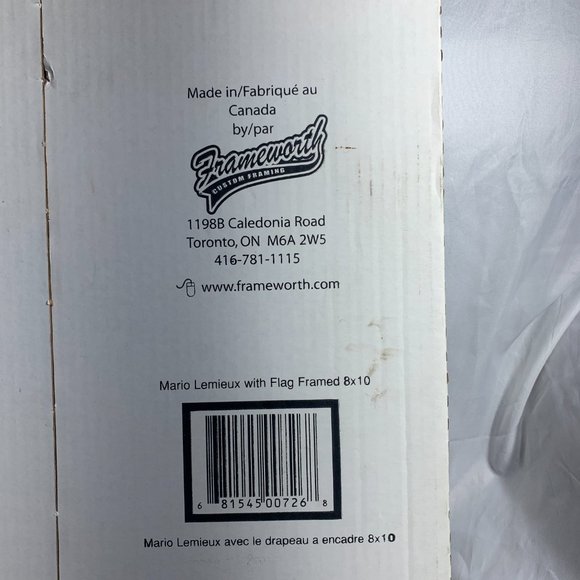 Made in/Fabriqué au
Canada
by/par
Frameworth
CUSTOM FRAMING
1198B Caledonia Road
Toronto, ON M6A 2W5
416-781-1115
www.frameworth.com
Mario Lemieux with Flag Framed 8x10
6 81545 00726 8
Mario Lemieux avec le drapeau a encadre 8x10